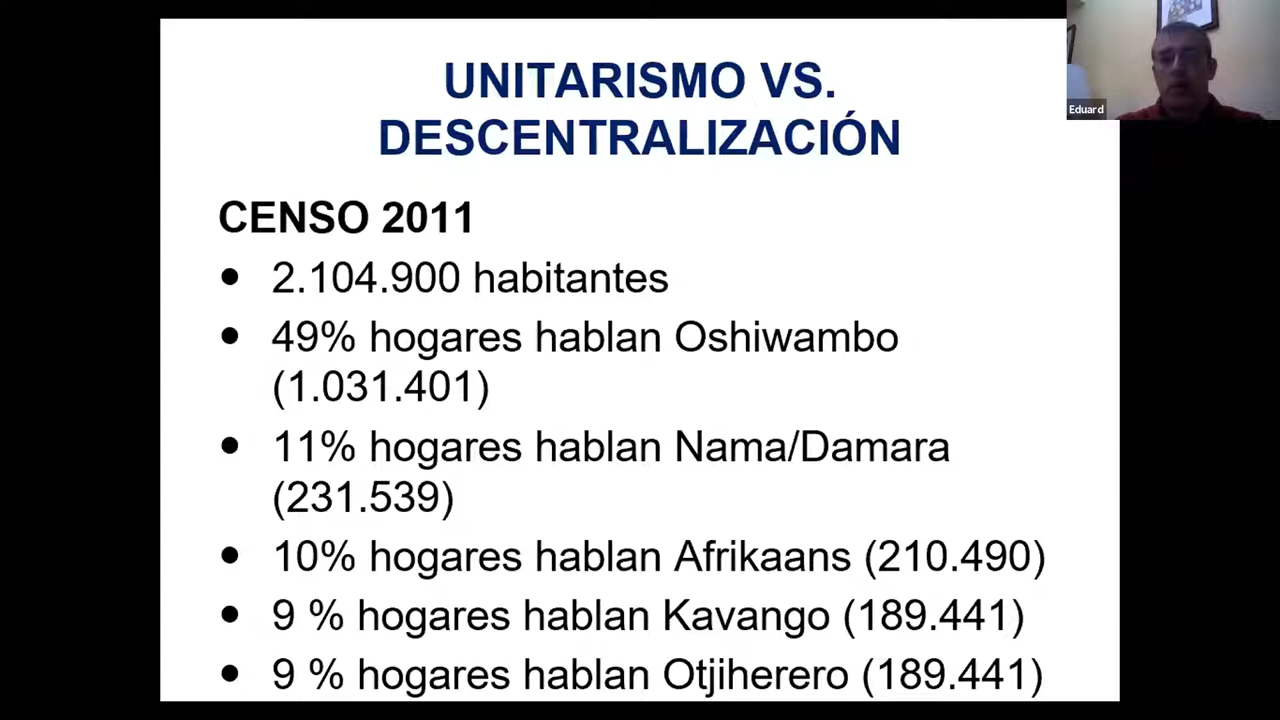 UNITARISMO VS.
DESCENTRALIZACIÓN
CENSO 2011
● 2.104.900 habitantes
● 49% hogares hablan Oshiwambo
(1.031.401)
● 11% hogares hablan Nama/Damara
(231.539)
● 10% hogares hablan Afrikaans (210.490)
● 9 % hogares hablan Kavango (189.441)
● 9 % hogares hablan Otjiherero (189.441)
Eduard